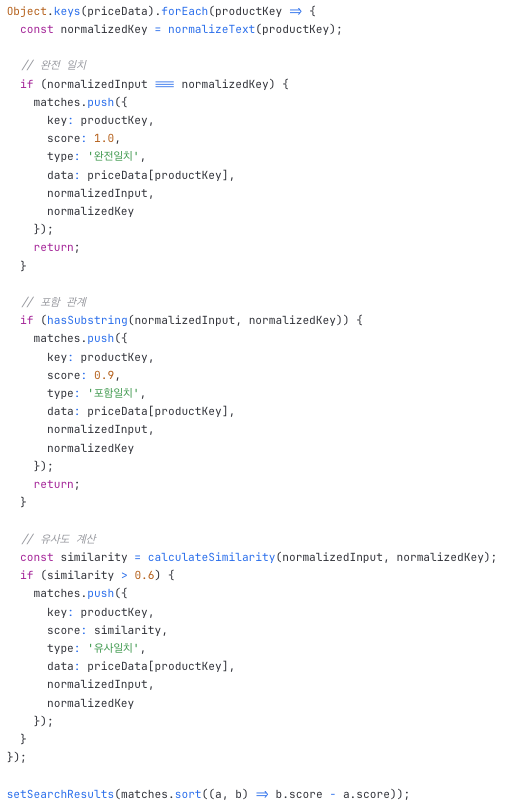 Object.keys(priceData).forEach(productKey => {
  const normalizedKey = normalizeText(productKey);

  // 완전 일치
  if (normalizedInput === normalizedKey) {
    matches.push({
      key: productKey,
      score: 1.0,
      type: '완전일치',
      data: priceData[productKey],
      normalizedInput,
      normalizedKey
    });
    return;
  }

  // 포함 관계
  if (hasSubstring(normalizedInput, normalizedKey)) {
    matches.push({
      key: productKey,
      score: 0.9,
      type: '포함일치',
      data: priceData[productKey],
      normalizedInput,
      normalizedKey
    });
    return;
  }

  // 유사도 계산
  const similarity = calculateSimilarity(normalizedInput, normalizedKey);
  if (similarity > 0.6) {
    matches.push({
      key: productKey,
      score: similarity,
      type: '유사일치',
      data: priceData[productKey],
      normalizedInput,
      normalizedKey
    });
  }
});

setSearchResults(matches.sort((a, b) => b.score - a.score));